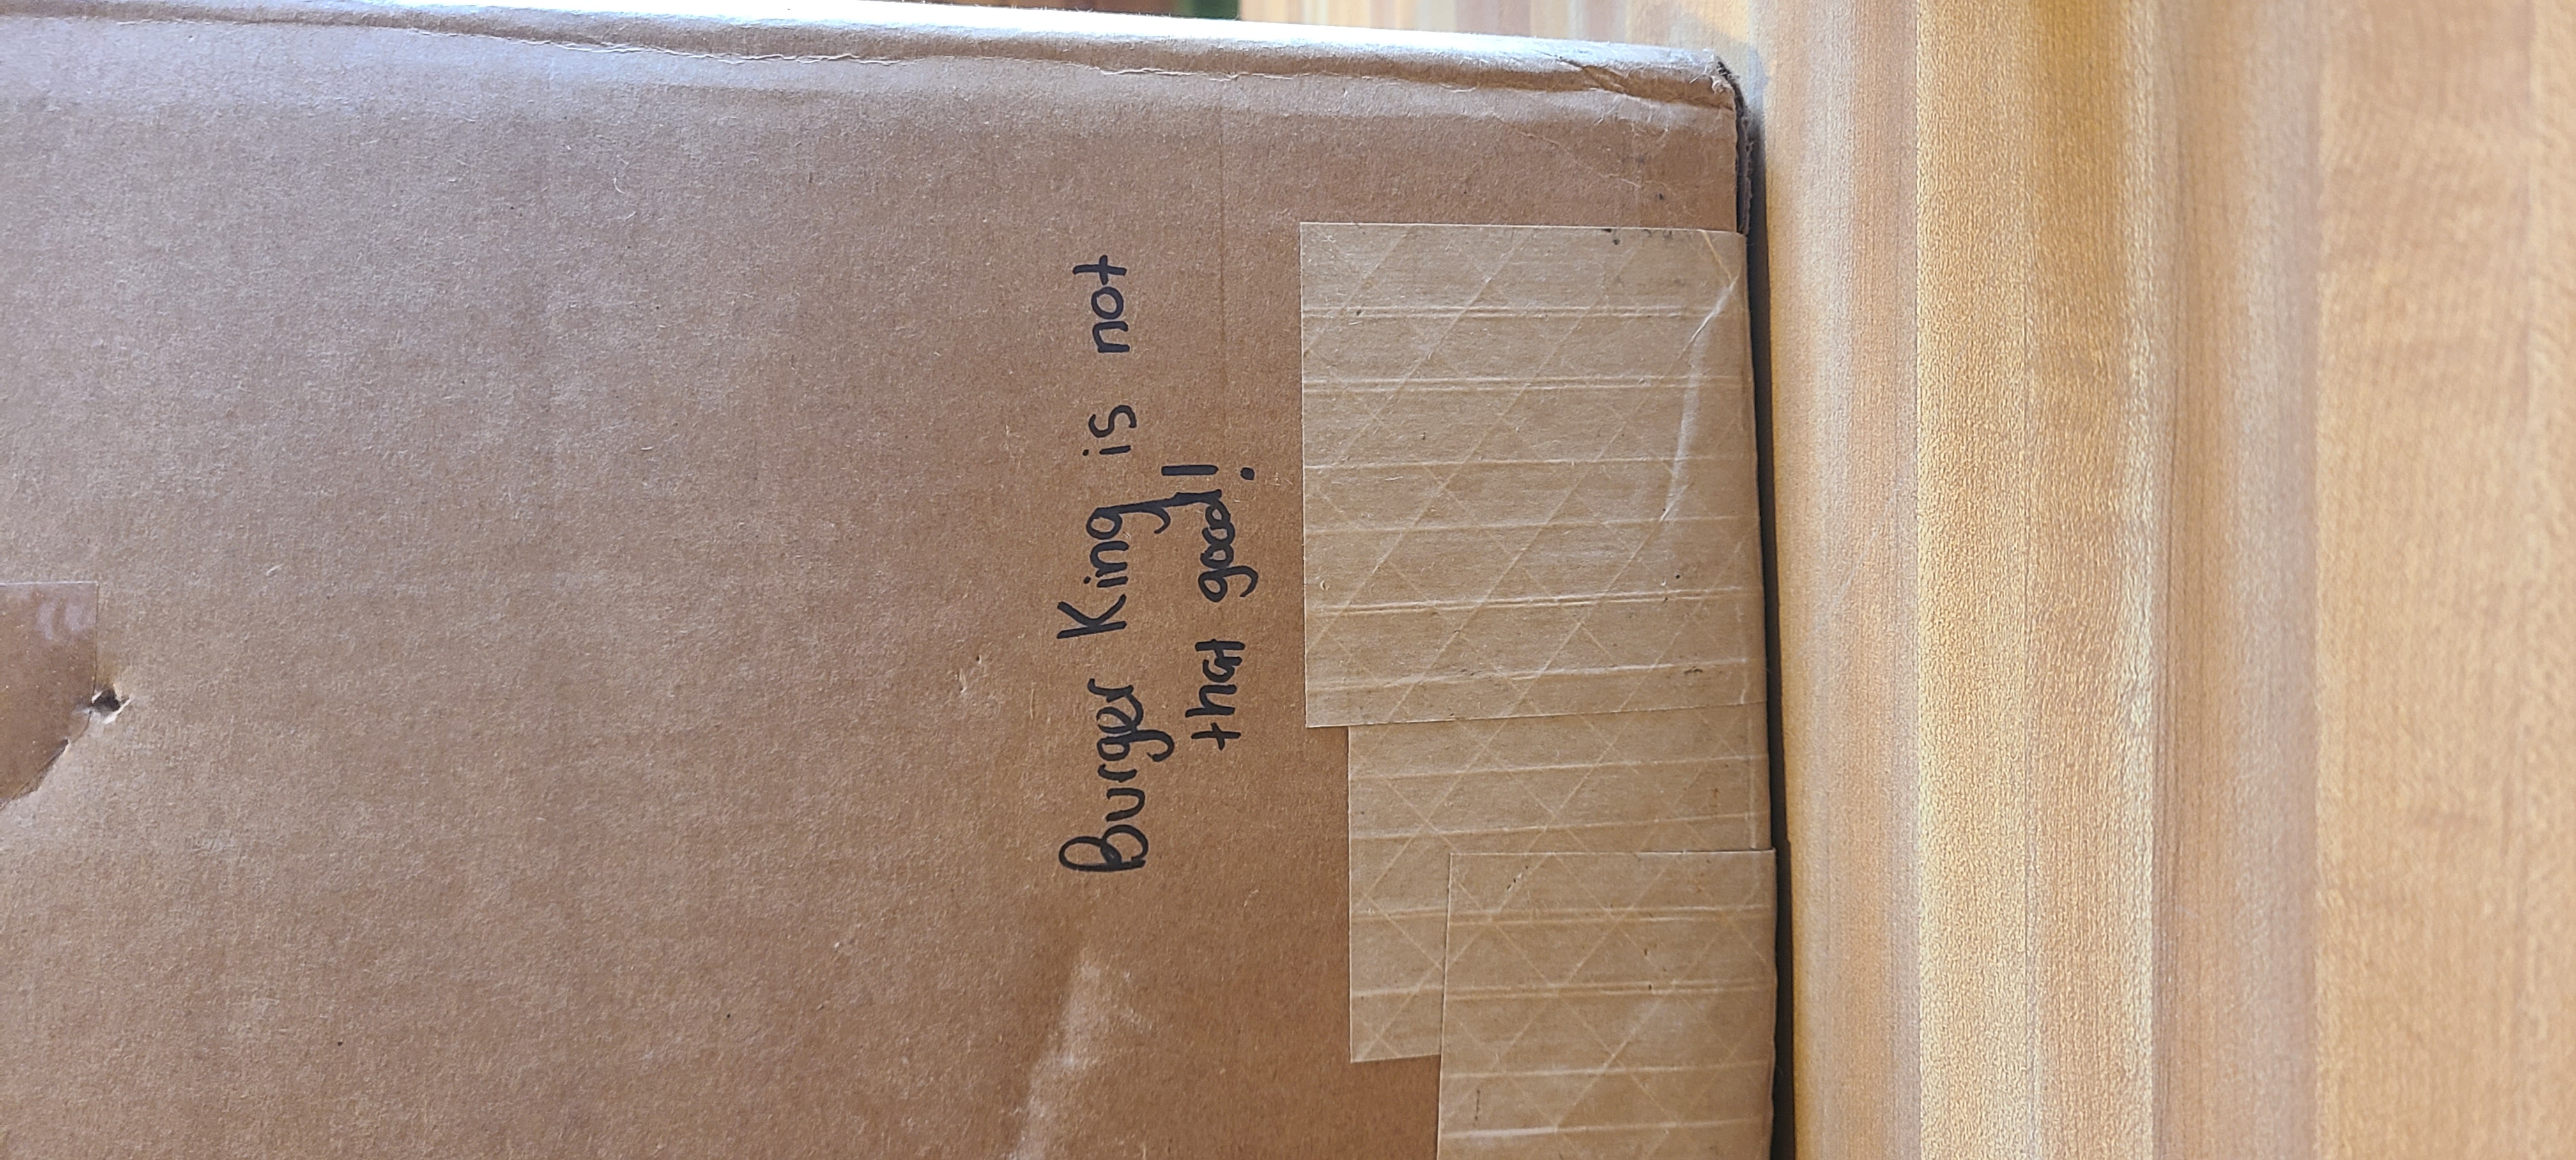 Burger King is not
that good!